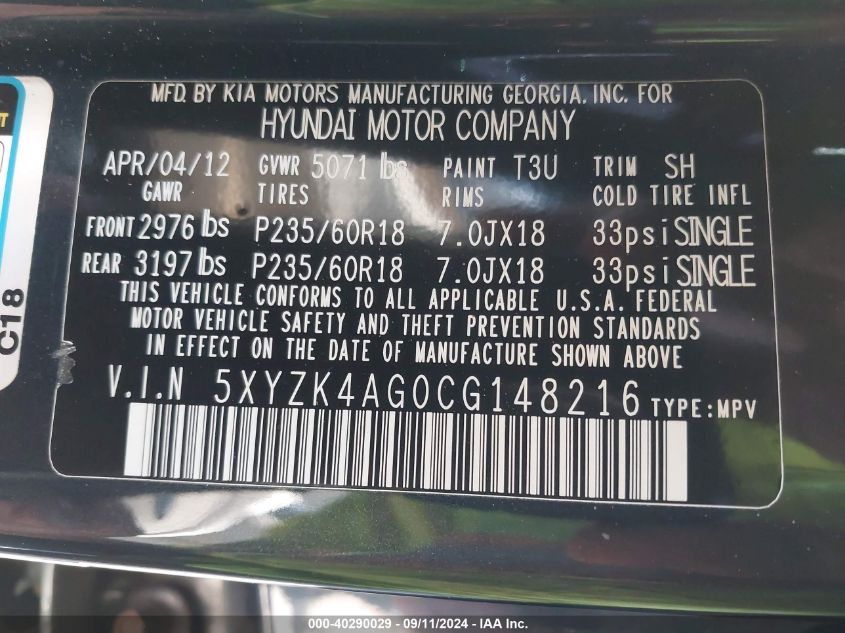 MFD. BY KIA MOTORS MANUFACTURING GEORGIA, INC. FOR
HYUNDAI MOTOR COMPANY
APR/04/12 GVWR 5071 lbs PAINT T3U TRIM SH
GAWR TIRES RIMS COLD TIRE INFL
FRONT 2976 lbs P235/60R18 7.0JX18 33psi SINGLE
REAR 3197 lbs P235/60R18 7.0JX18 33psi SINGLE
THIS VEHICLE CONFORMS TO ALL APPLICABLE U.S.A. FEDERAL
MOTOR VEHICLE SAFETY AND THEFT PREVENTION STANDARDS
IN EFFECT ON THE DATE OF MANUFACTURE SHOWN ABOVE
V.I.N 5XYZK4AG0CG148216 TYPE:MPV
C18
000-40290029 - 09/11/2024 - IAA Inc.